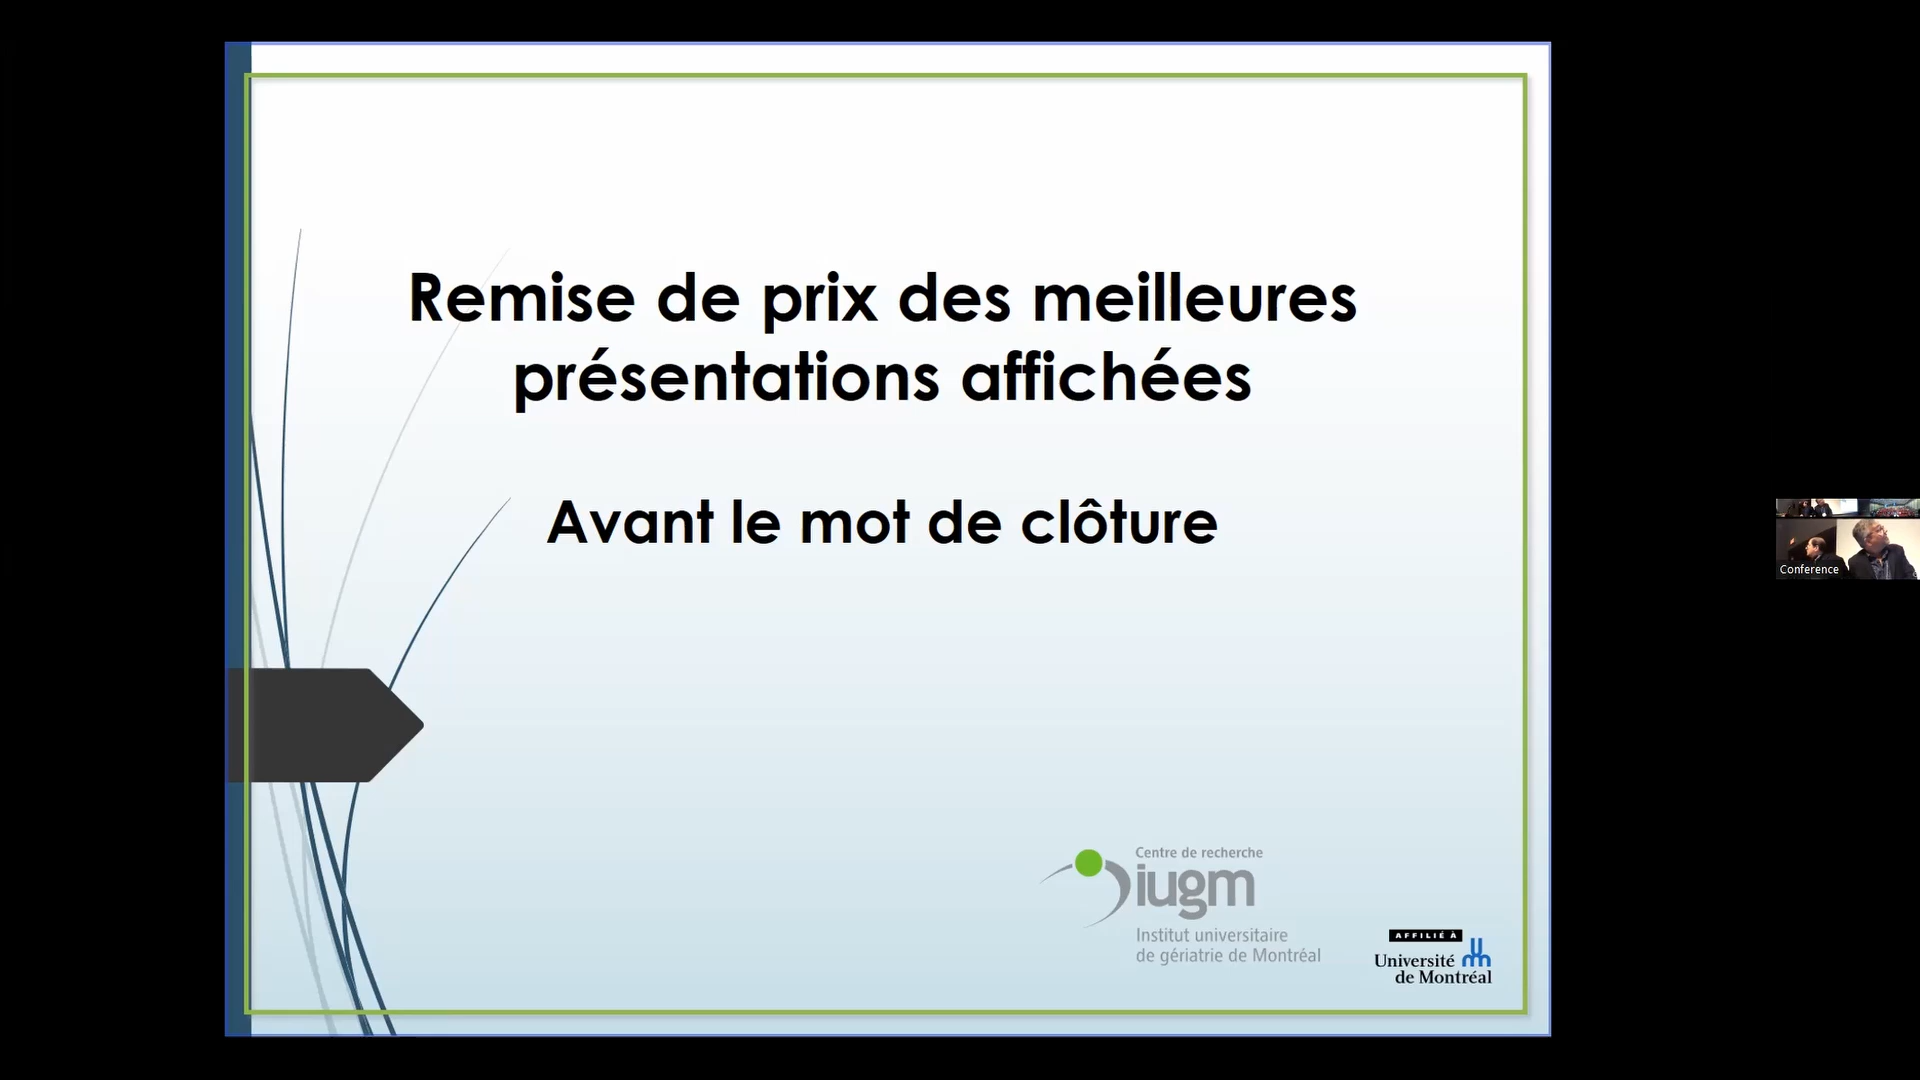 Remise de prix des meilleures
présentations affichées
Avant le mot de clôture
Centre de recherche
iugm
Institut universitaire
de gériatrie de Montréal
AFFILIÉ À
Université
de Montréal
Conference